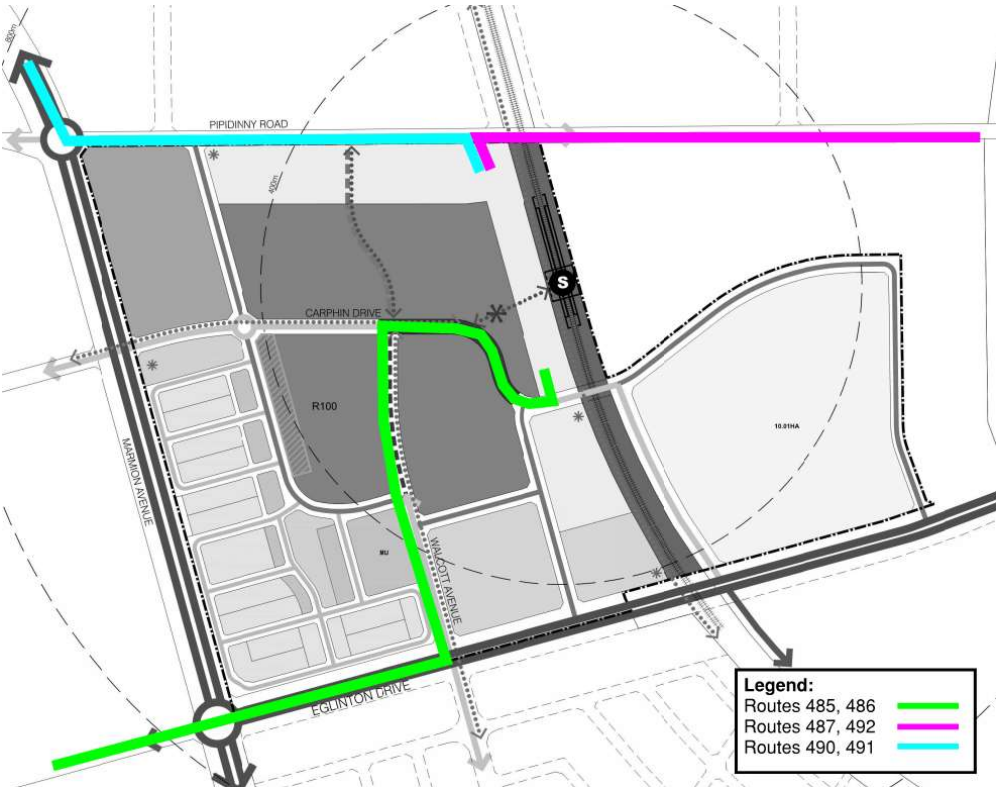 800m
PIPIDINNY ROAD
400m
S
CARPHIN DRIVE
R100
10.01HA
MARMION AVENUE
MU
WALCOTT AVENUE
EGLINTON DRIVE
Legend:
Routes 485, 486
Routes 487, 492
Routes 490, 491